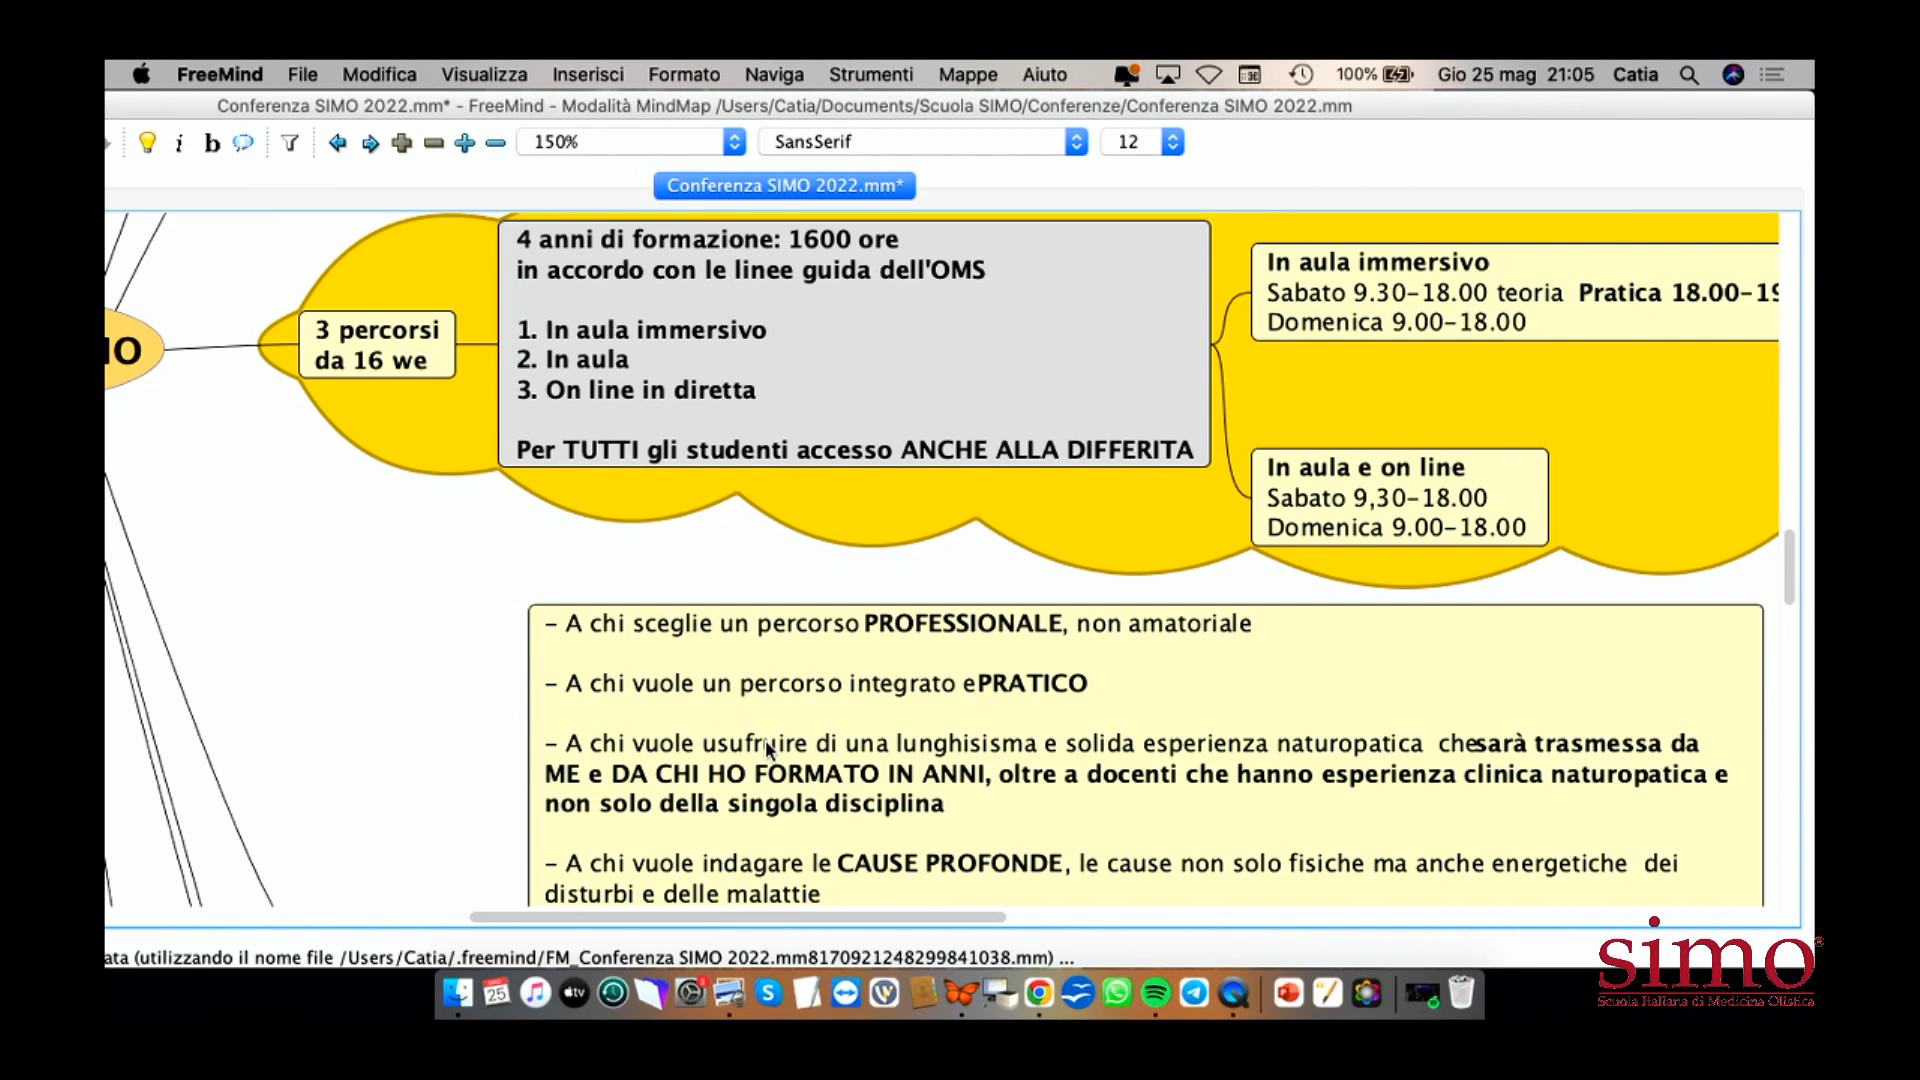 FreeMind File Modifica Visualizza Inserisci Formato Naviga Strumenti Mappe Aiuto 100% Gio 25 mag 21:05 Catia
Conferenza SIMO 2022.mm* - FreeMind - Modalità MindMap /Users/Catia/Documents/Scuola SIMO/Conferenze/Conferenza SIMO 2022.mm
i b 150% SansSerif 12
Conferenza SIMO 2022.mm*
4 anni di formazione: 1600 ore
in accordo con le linee guida dell'OMS
1. In aula immersivo
2. In aula
3. On line in diretta
Per TUTTI gli studenti accesso ANCHE ALLA DIFFERITA
3 percorsi
da 16 we
IO
In aula immersivo
Sabato 9.30-18.00 teoria Pratica 18.00-19
Domenica 9.00-18.00
In aula e on line
Sabato 9,30-18.00
Domenica 9.00-18.00
- A chi sceglie un percorso PROFESSIONALE, non amatoriale
- A chi vuole un percorso integrato e PRATICO
- A chi vuole usufruire di una lunghisisma e solida esperienza naturopatica che sarà trasmessa da
ME e DA CHI HO FORMATO IN ANNI, oltre a docenti che hanno esperienza clinica naturopatica e
non solo della singola disciplina
- A chi vuole indagare le CAUSE PROFONDE, le cause non solo fisiche ma anche energetiche dei
disturbi e delle malattie
ata (utilizzando il nome file /Users/Catia/.freemind/FM_Conferenza SIMO 2022.mm8170921248299841038.mm) ...
25
tv
simo®
Scuola Italiana di Medicina Olistica